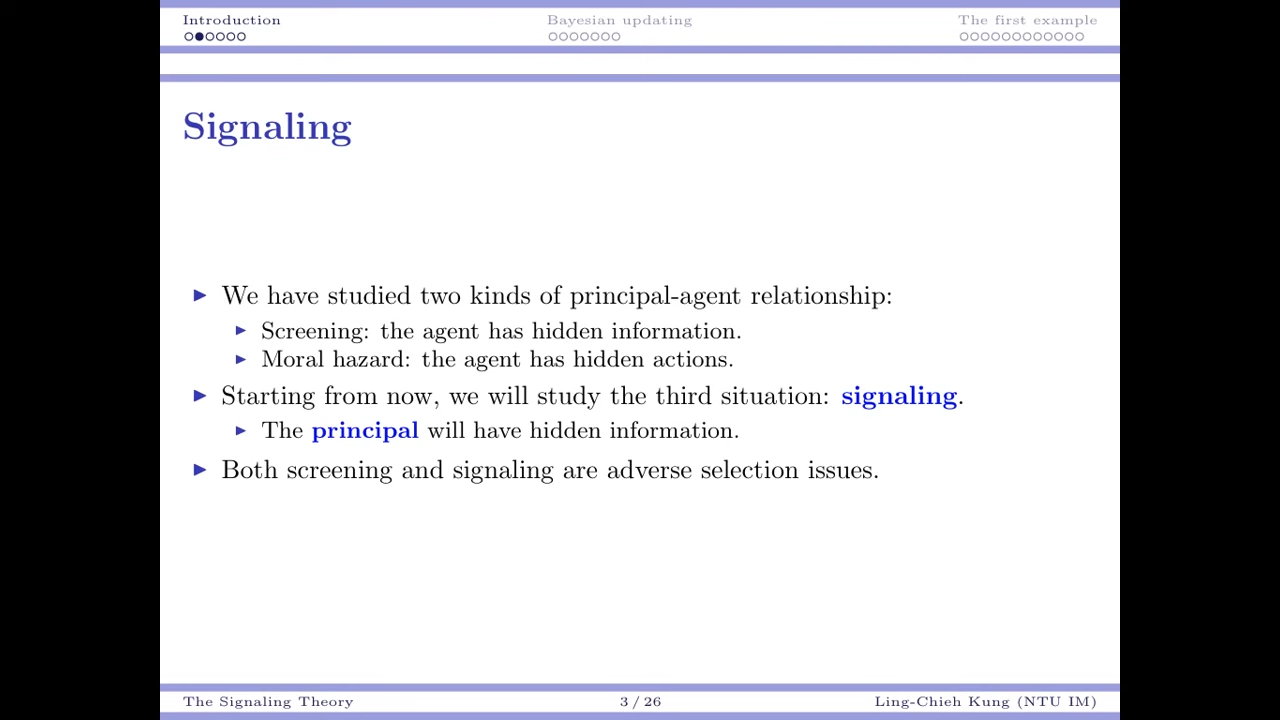 Introduction
Bayesian updating
The first example
Signaling
We have studied two kinds of principal-agent relationship:
Screening: the agent has hidden information.
Moral hazard: the agent has hidden actions.
Starting from now, we will study the third situation: signaling.
The principal will have hidden information.
Both screening and signaling are adverse selection issues.
The Signaling Theory
3 / 26
Ling-Chieh Kung (NTU IM)